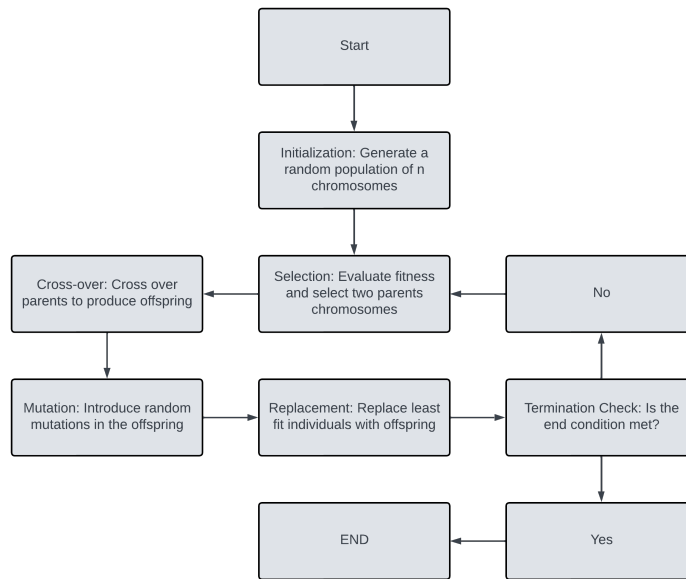 Start
Initialization: Generate a
random population of n
chromosomes
Cross-over: Cross over
parents to produce offspring
Selection: Evaluate fitness
and select two parents
chromosomes
No
Mutation: Introduce random
mutations in the offspring
Replacement: Replace least
fit individuals with offspring
Termination Check: Is the
end condition met?
END
Yes